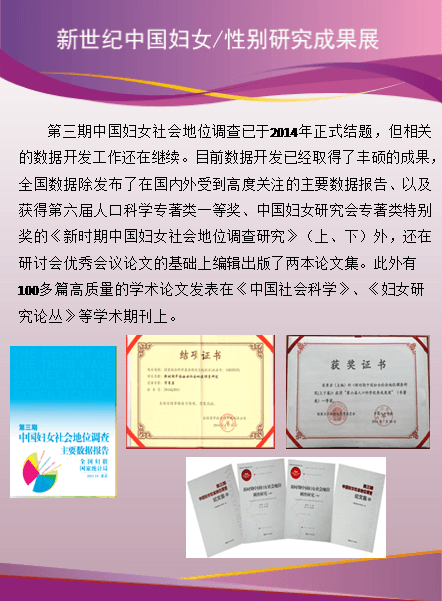 新世纪中国妇女/性别研究成果展
第三期中国妇女社会地位调查已于2014年正式结题，但相关
的数据开发工作还在继续。目前数据开发已经取得了丰硕的成果，
全国数据除发布了在国内外受到高度关注的主要数据报告、以及
获得第六届人口科学专著类一等奖、中国妇女研究会专著类特别
奖的《新时期中国妇女社会地位调查研究》（上、下）外，还在
研讨会优秀会议论文的基础上编辑出版了两本论文集。此外有
100多篇高质量的学术论文发表在《中国社会科学》、《妇女研
究论丛》等学术期刊上。
结项证书
获奖证书
第三期
中国妇女社会地位调查
主要数据报告
全国妇联
国家统计局